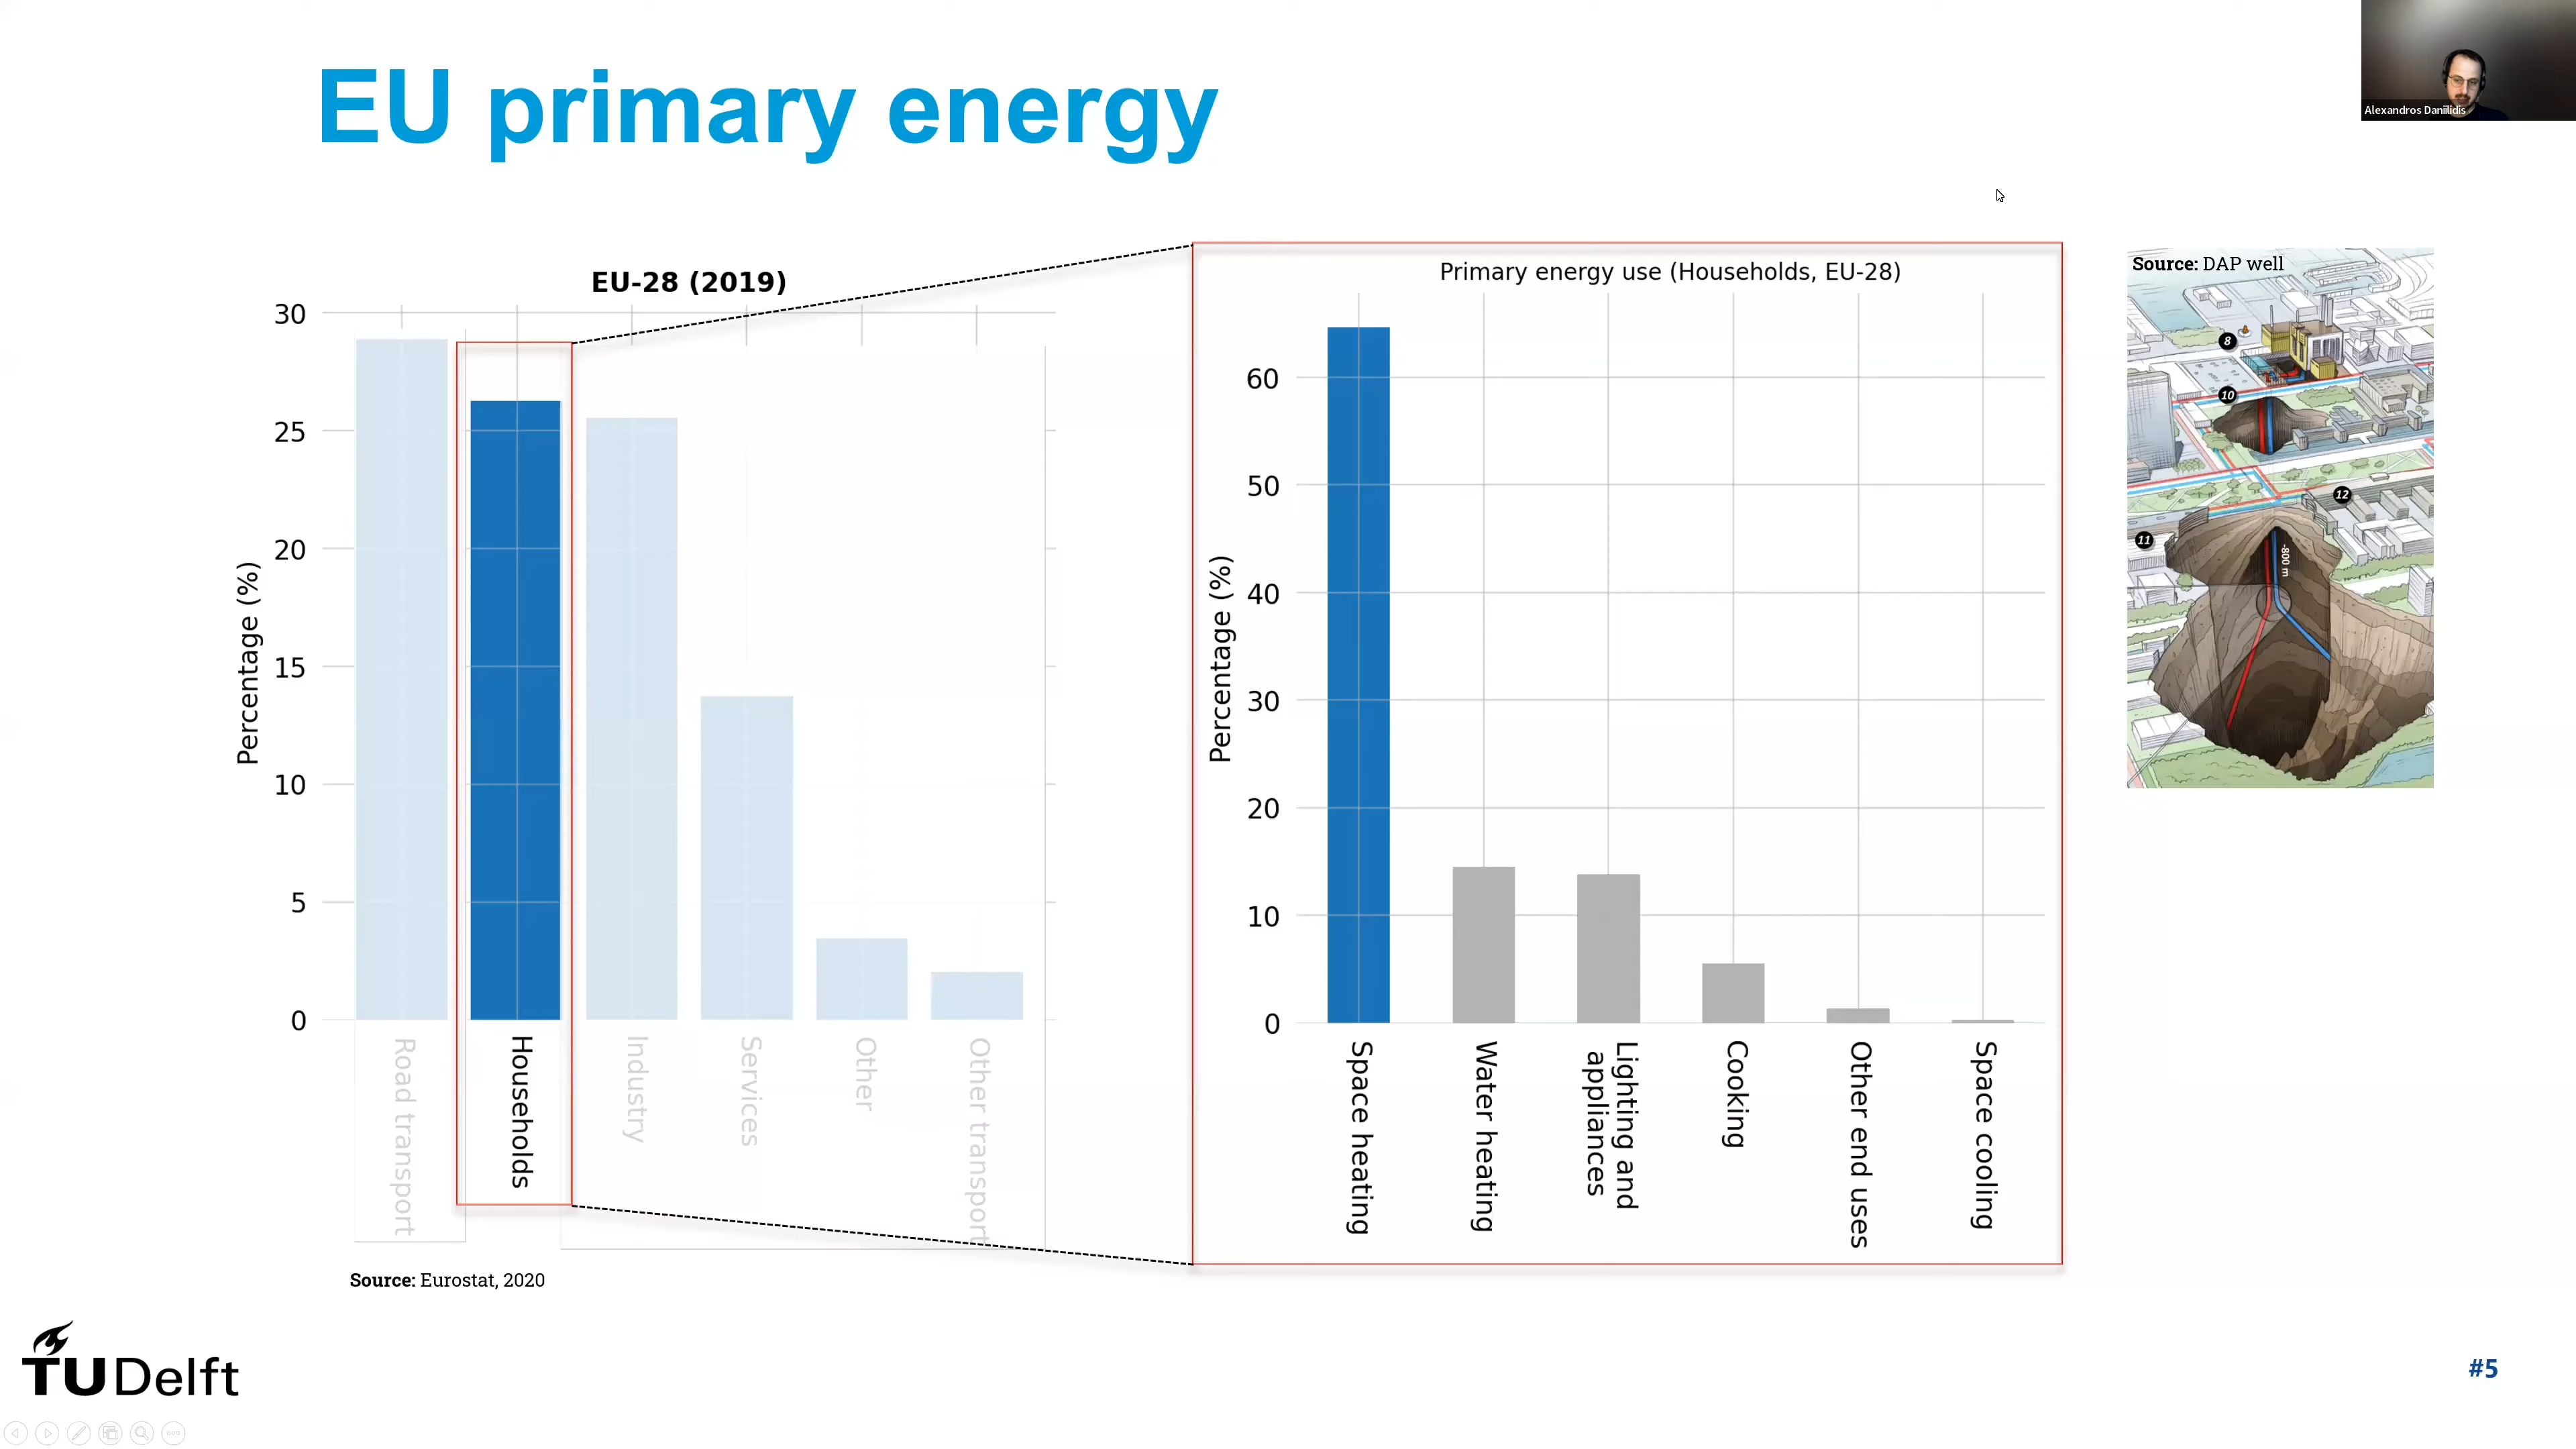 EU primary energy
Alexandros Daniilidis
EU-28 (2019)
30
25
20
15
10
5
0
Percentage (%)
Road transport
Households
Industry
Services
Other
Other transport
Source: Eurostat, 2020
Primary energy use (Households, EU-28)
60
50
40
30
20
10
0
Percentage (%)
Space heating
Water heating
Lighting and
appliances
Cooking
Other end uses
Space cooling
Source: DAP well
8
10
12
11
-800 m
TUDelft
#5